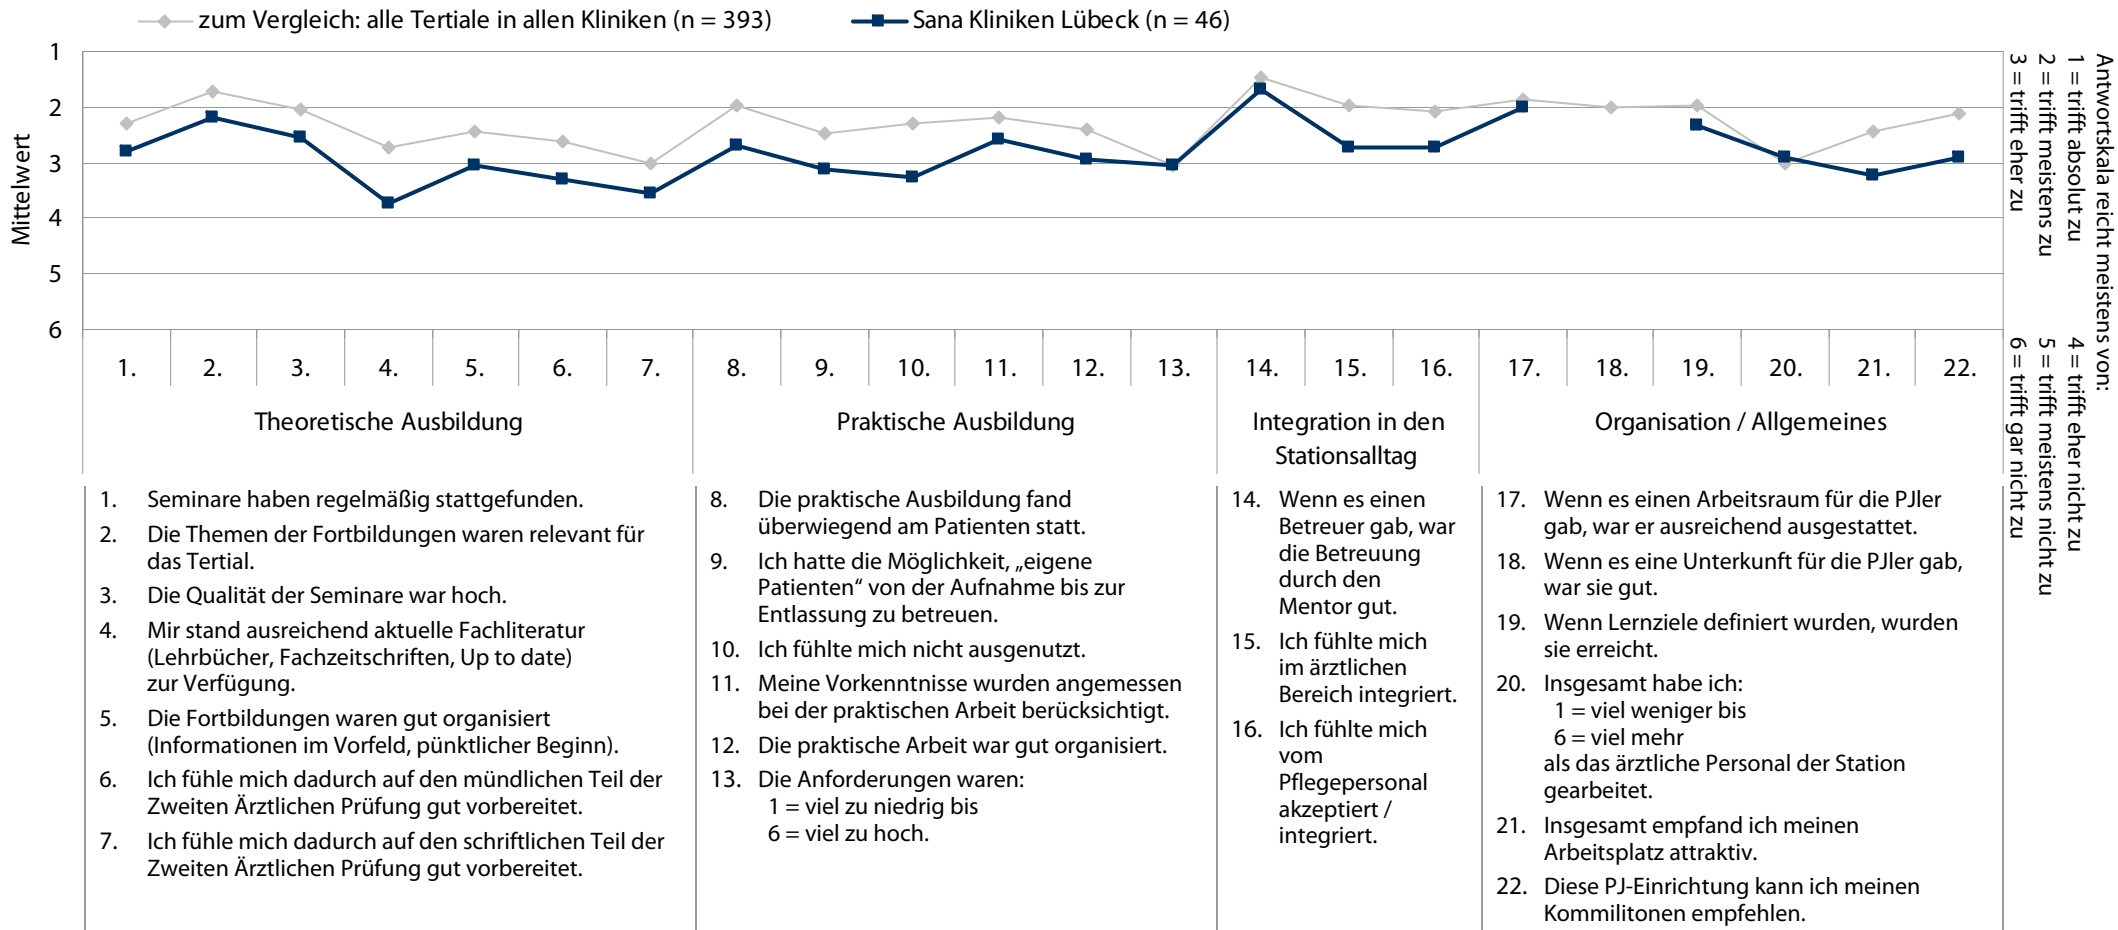 zum Vergleich: alle Tertiale in allen Kliniken (n = 393)
Sana Kliniken Lübeck (n = 46)
Mittelwert
1
2
3
4
5
6
1.
2.
3.
4.
5.
6.
7.
8.
9.
10.
11.
12.
13.
14.
15.
16.
17.
18.
19.
20.
21.
22.
Theoretische Ausbildung
Praktische Ausbildung
Integration in den
Stationsalltag
Organisation / Allgemeines
1. Seminare haben regelmäßig stattgefunden.
2. Die Themen der Fortbildungen waren relevant für
das Tertial.
3. Die Qualität der Seminare war hoch.
4. Mir stand ausreichend aktuelle Fachliteratur
(Lehrbücher, Fachzeitschriften, Up to date)
zur Verfügung.
5. Die Fortbildungen waren gut organisiert
(Informationen im Vorfeld, pünktlicher Beginn).
6. Ich fühle mich dadurch auf den mündlichen Teil der
Zweiten Ärztlichen Prüfung gut vorbereitet.
7. Ich fühle mich dadurch auf den schriftlichen Teil der
Zweiten Ärztlichen Prüfung gut vorbereitet.
8. Die praktische Ausbildung fand
überwiegend am Patienten statt.
9. Ich hatte die Möglichkeit, „eigene
Patienten“ von der Aufnahme bis zur
Entlassung zu betreuen.
10. Ich fühlte mich nicht ausgenutzt.
11. Meine Vorkenntnisse wurden angemessen
bei der praktischen Arbeit berücksichtigt.
12. Die praktische Arbeit war gut organisiert.
13. Die Anforderungen waren:
1 = viel zu niedrig bis
6 = viel zu hoch.
14. Wenn es einen
Betreuer gab, war
die Betreuung
durch den
Mentor gut.
15. Ich fühlte mich
im ärztlichen
Bereich integriert.
16. Ich fühlte mich
vom
Pflegepersonal
akzeptiert /
integriert.
17. Wenn es einen Arbeitsraum für die PJler
gab, war er ausreichend ausgestattet.
18. Wenn es eine Unterkunft für die PJler gab,
war sie gut.
19. Wenn Lernziele definiert wurden, wurden
sie erreicht.
20. Insgesamt habe ich:
1 = viel weniger bis
6 = viel mehr
als das ärztliche Personal der Station
gearbeitet.
21. Insgesamt empfand ich meinen
Arbeitsplatz attraktiv.
22. Diese PJ-Einrichtung kann ich meinen
Kommilitonen empfehlen.
Antwortskala reicht meistens von:
1 = trifft absolut zu
2 = trifft meistens zu
3 = trifft eher zu
4 = trifft eher nicht zu
5 = trifft meistens nicht zu
6 = trifft gar nicht zu